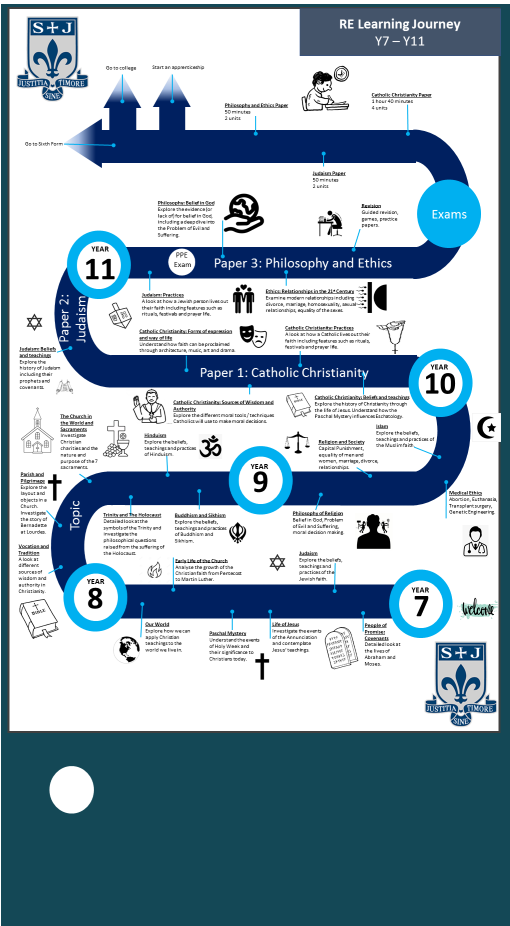 RE Learning Journey
Y7 – Y11
S J
JUSTITIA TIMORE
SINE
Go to college
Start an apprenticeship
Go to Sixth Form
Philosophy and Ethics Paper
50 minutes
2 units
Catholic Christianity Paper
1 hour 40 minutes
4 units
Judaism Paper
50 minutes
2 units
Exams
Philosophy: Belief in God
Explore the evidence (or
lack of) for belief in God,
including a deep dive into
the Problem of Evil and
Suffering.
Revision
Guided revision,
games, practice
papers.
YEAR
11
PPE
Exam
Paper 3: Philosophy and Ethics
Paper 2:
Judaism
Judaism: Practices
A look at how a Jewish person lives out
their faith including features such as
rituals, festivals and prayer life.
Ethics: Relationships in the 21st Century
Examine modern relationships including
divorce, marriage, homosexuality, sexual
relationships, equality of the sexes.
Catholic Christianity: Forms of expression
and way of life
Understand how faith can be proclaimed
through architecture, music, art and drama.
Catholic Christianity: Practices
A look at how a Catholic lives out their
faith including features such as rituals,
festivals and prayer life.
Judaism: Beliefs
and teachings
Explore the
history of Judaism
including their
prophets and
covenants.
Paper 1: Catholic Christianity
YEAR
10
Catholic Christianity: Sources of Wisdom and
Authority
Explore the different moral tools / techniques
Catholics will use to make moral decisions.
Catholic Christianity: Beliefs and teachings
Explore the history of Christianity through
the life of Jesus. Understand how the
Paschal Mystery influences Eschatology.
The Church in
the World and
Sacraments
Investigate
Christian
charities and the
nature and
purpose of the 7
sacraments.
Hinduism
Explore the beliefs,
teachings and practices
of Hinduism.
Religion and Society
Capital Punishment,
equality of men and
women, marriage, divorce,
relationships
Islam
Explore the beliefs,
teachings and practices of
the Muslim faith.
YEAR
9
Parish and
Pilgrimage
Explore the
layout and
objects in a
Church.
Investigate
the story of
Bernadette
at Lourdes.
Topic
Trinity and The Holocaust
Detailed look at the
symbols of the Trinity and
investigate the
philosophical questions
raised from the suffering of
the Holocaust.
Buddhism and Sikhism
Explore the beliefs,
teachings and practices
of Buddhism and
Sikhism.
Philosophy of Religion
Belief in God, Problem
of Evil and Suffering,
moral decision making.
Medical Ethics
Abortion, Euthanasia,
Transplant surgery,
Genetic Engineering.
Vocation and
Tradition
A look at
different
sources of
wisdom and
authority in
Christianity.
Early Life of the Church
Analyse the growth of the
Christian faith from Pentecost
to Martin Luther.
Judaism
Explore the beliefs,
teachings and
practices of the
Jewish faith.
YEAR
8
YEAR
7
welcome
BIBLE
Our World
Explore how we can
apply Christian
teachings to the
world we live in.
Paschal Mystery
Understand the events
of Holy Week and
their significance to
Christians today.
Life of Jesus
Investigate the events
of the Annunciation
and contemplate
Jesus' teachings
People of
Promise:
Covenants
Detailed look at
the lives of
Abraham and
Moses.
S J
JUSTITIA TIMORE
SINE